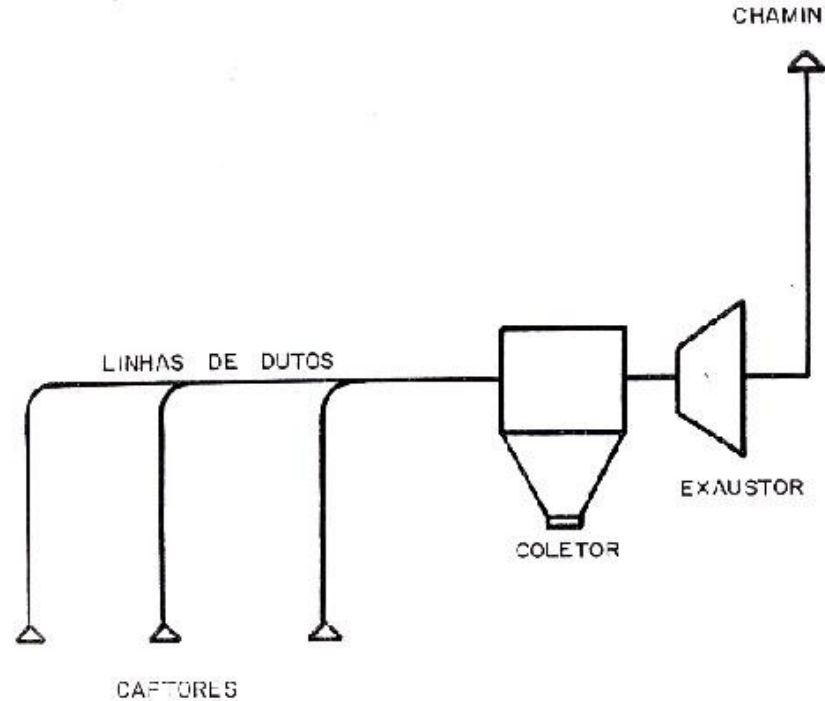 CHAMIN
LINHAS DE DUTOS
EXAUSTOR
COLETOR
CAPTORES